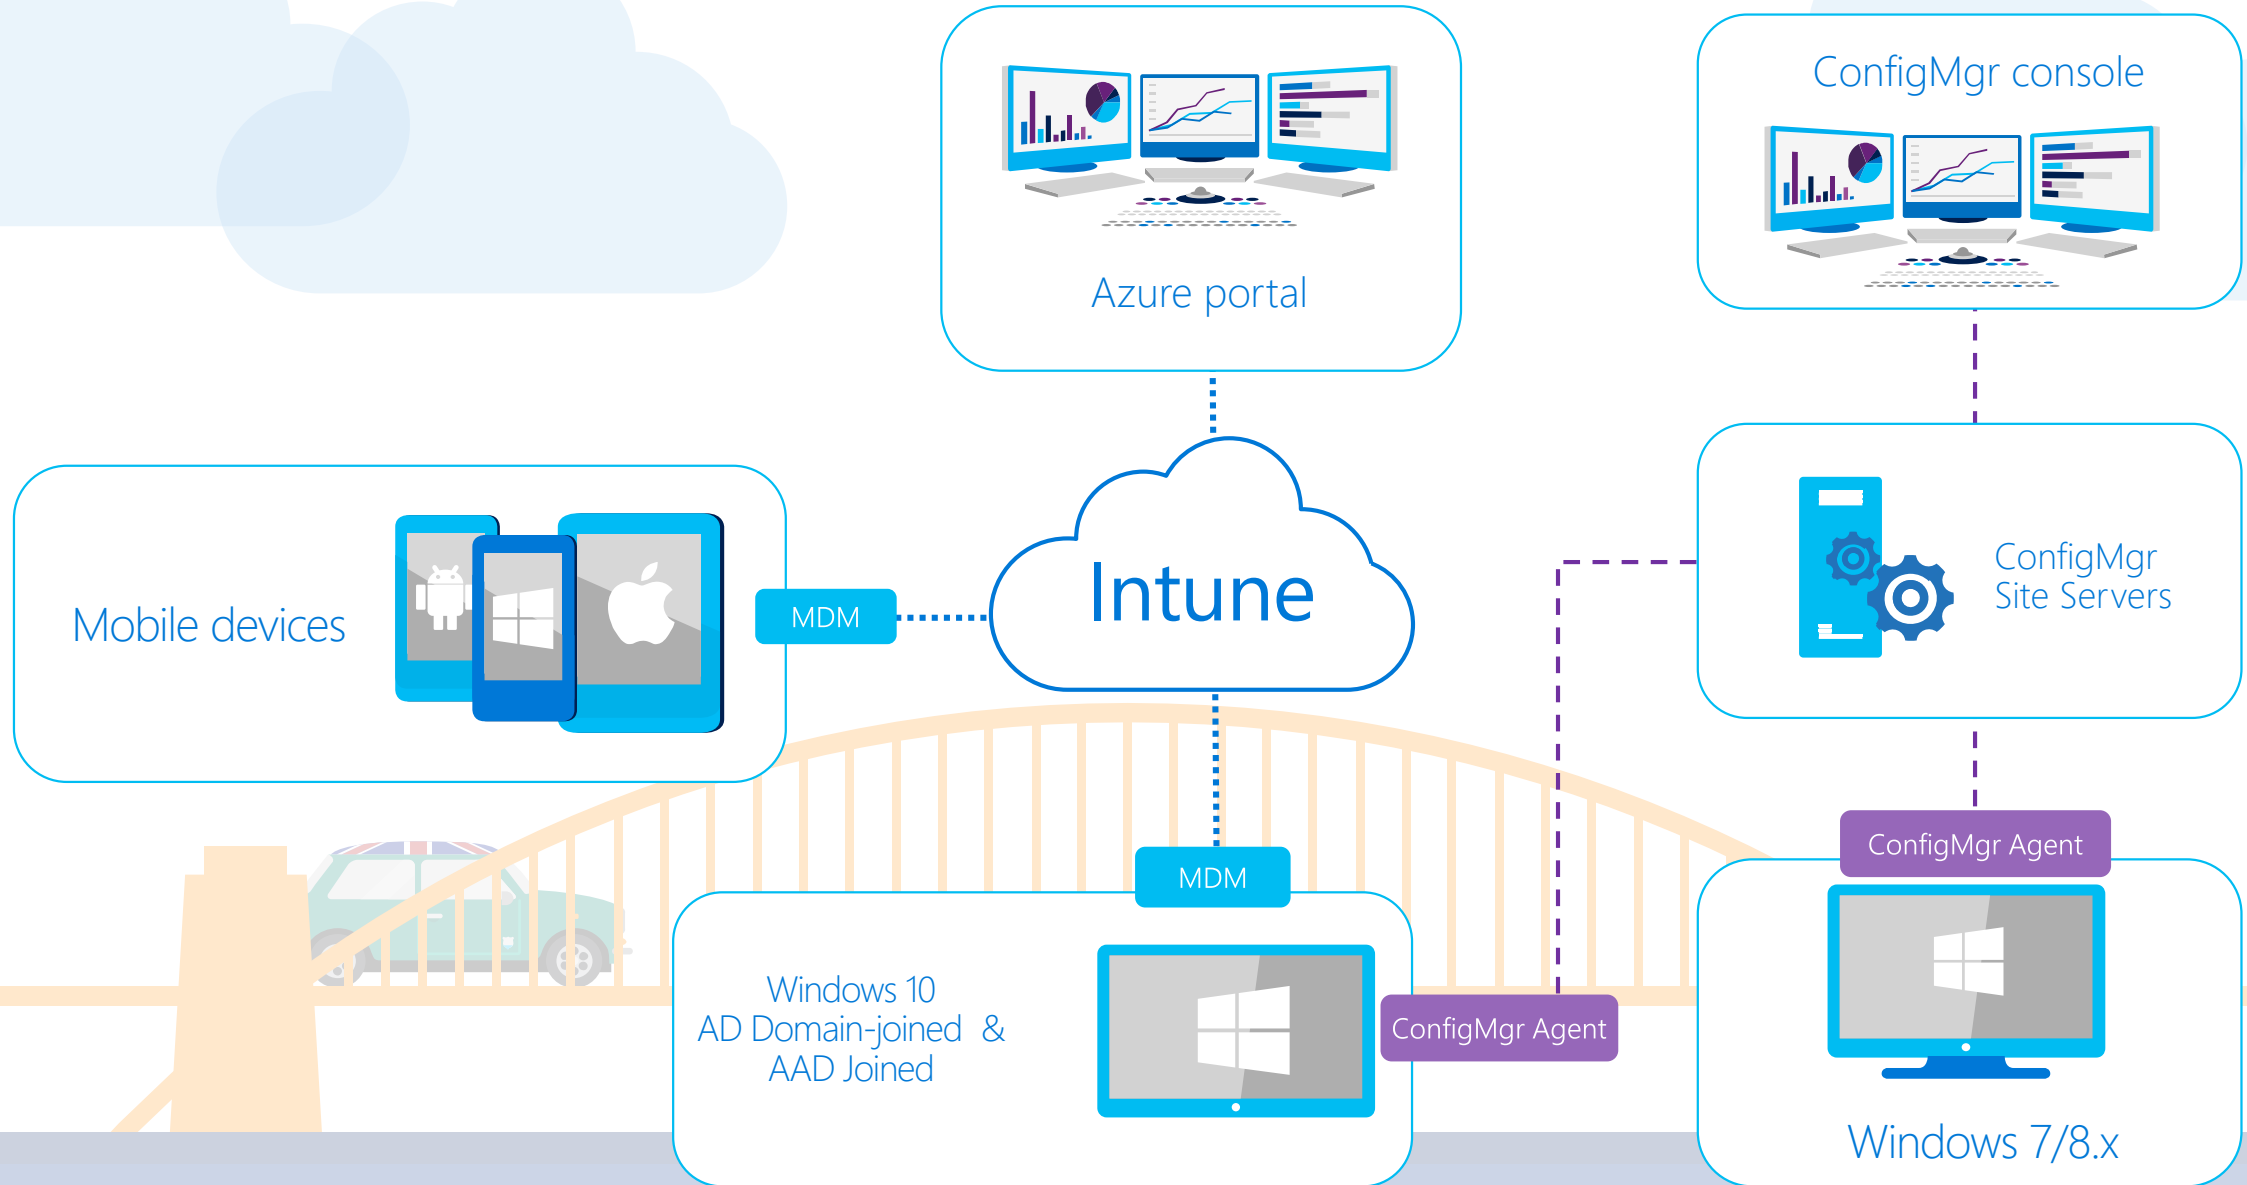 ConfigMgr console
Azure portal
Intune
Mobile devices
MDM
ConfigMgr
Site Servers
ConfigMgr Agent
MDM
Windows 10
AD Domain-joined &
AAD Joined
ConfigMgr Agent
Windows 7/8.x